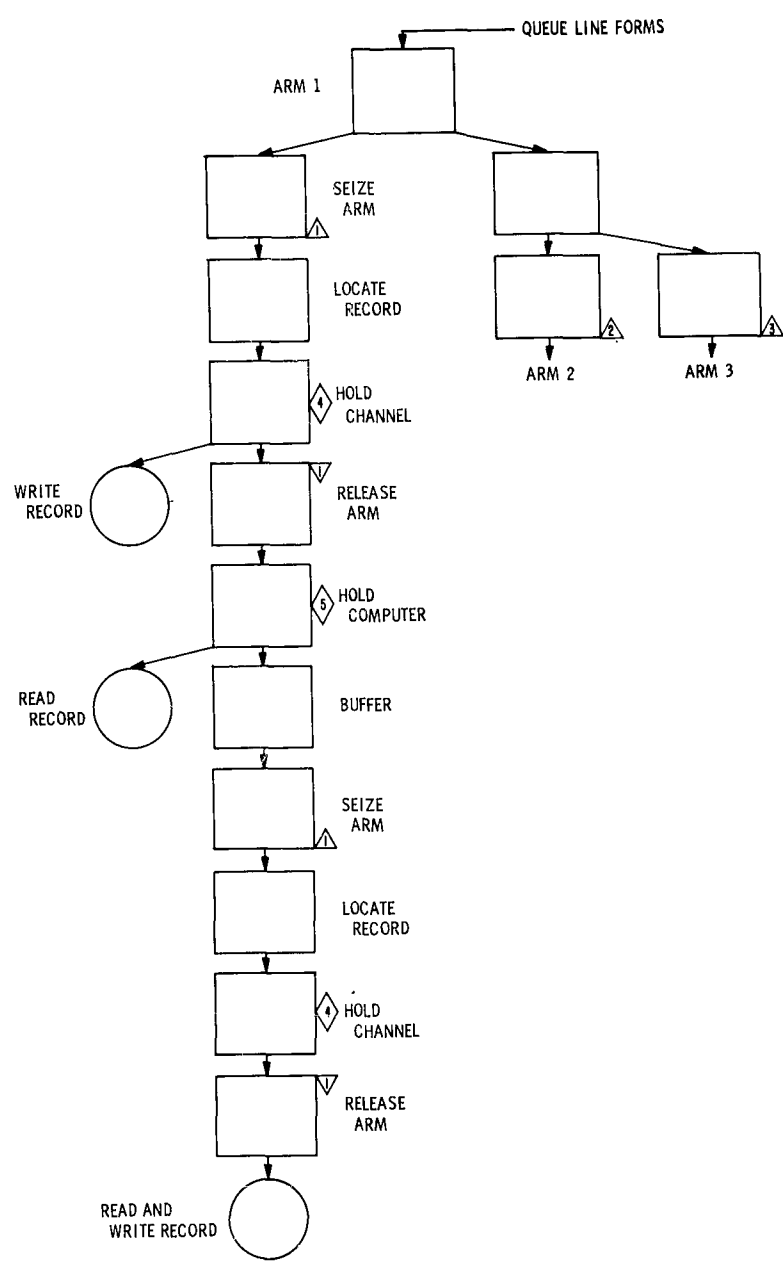 QUEUE LINE FORMS
ARM 1
SEIZE
ARM
1
LOCATE
RECORD
2
3
ARM 2
ARM 3
4
HOLD
CHANNEL
WRITE
RECORD
1
RELEASE
ARM
5
HOLD
COMPUTER
READ
RECORD
BUFFER
SEIZE
ARM
1
LOCATE
RECORD
4
HOLD
CHANNEL
1
RELEASE
ARM
READ AND
WRITE RECORD